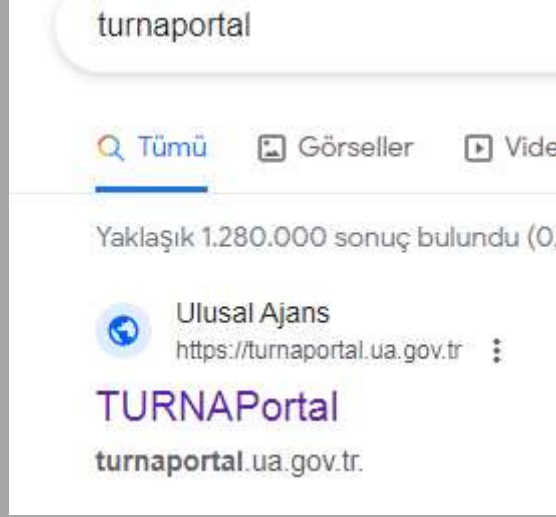 turnaportal
Tümü Görseller
Yaklaşık 1.280.000 sonuç bulundu (0,
Ulusal Ajans
https://turnaportal.ua.gov.tr
TURNAPortal
turnaportal.ua.gov.tr.